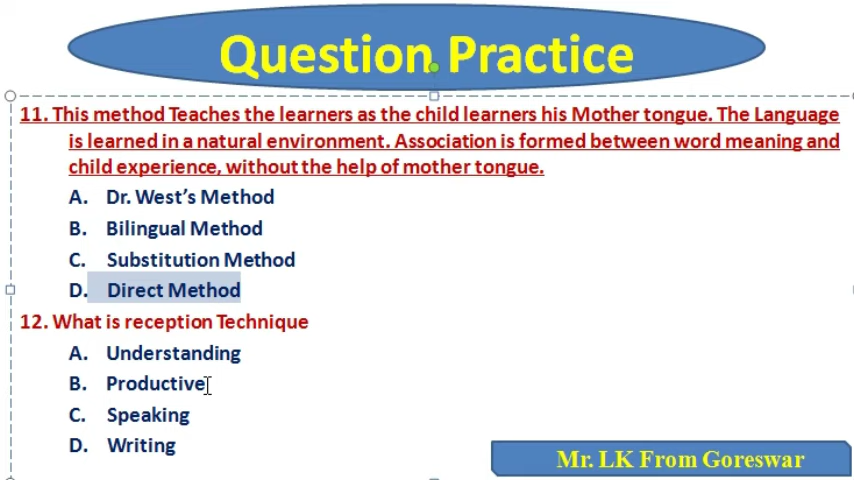 Question Practice
11. This method Teaches the learners as the child learners his Mother tongue. The Language
is learned in a natural environment. Association is formed between word meaning and
child experience, without the help of mother tongue.
A. Dr. West's Method
B. Bilingual Method
C. Substitution Method
D. Direct Method
12. What is reception Technique
A. Understanding
B. Productive
C. Speaking
D. Writing
Mr. LK From Goreswar